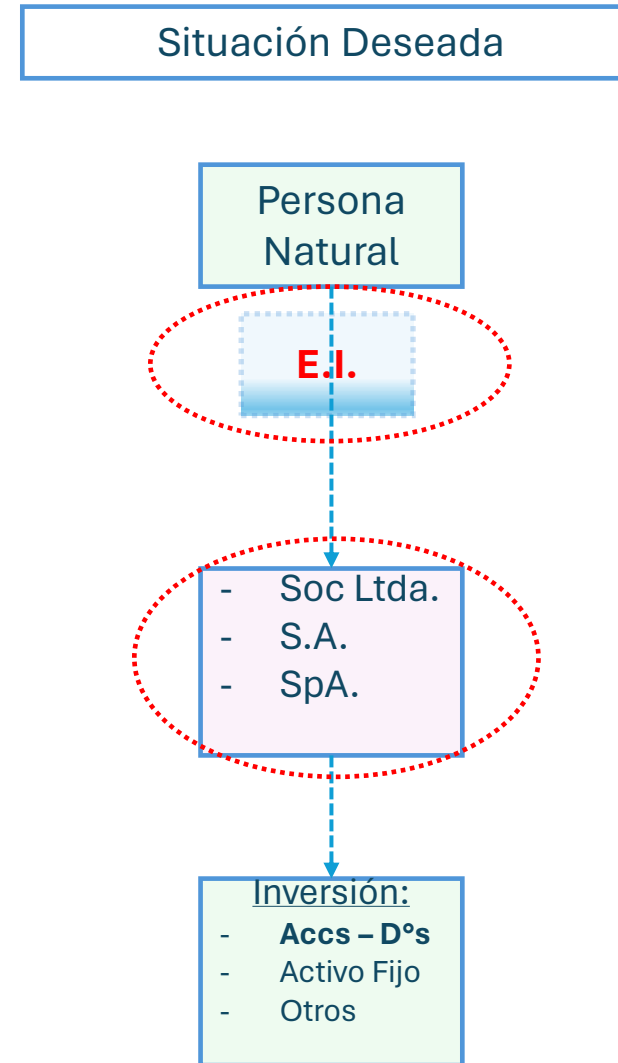 Situación Deseada
Persona
Natural
E.I.
- Soc Ltda.
- S.A.
- SpA.
Inversión:
- Accs – D°s
- Activo Fijo
- Otros